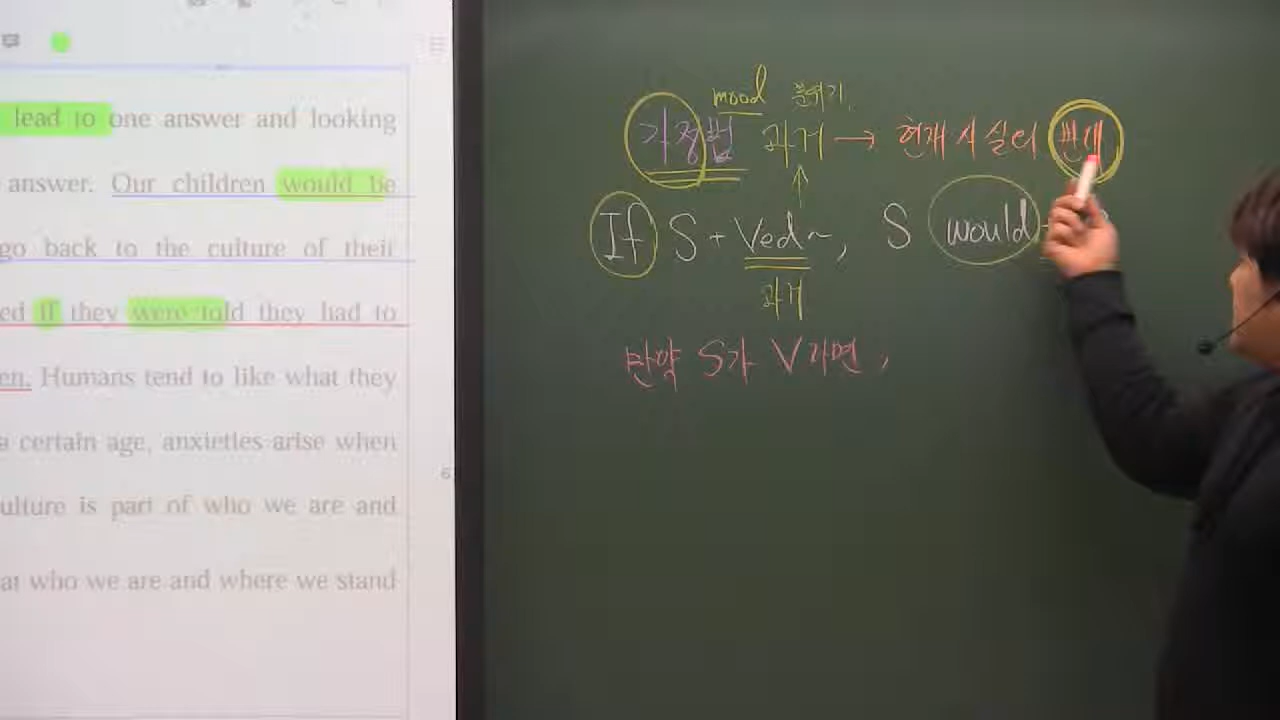 lead to one answer and looking
answer. Our children would be
go back to the culture of their
ed if they were told they had to
en. Humans tend to like what they
a certain age, anxieties arise when
ulture is part of who we are and
at who we are and where we stand
6
mood 분위기
가정법 과거 → 현재 사실의 반대
If S + Ved~, S would
과거
만약 S가 V라면,